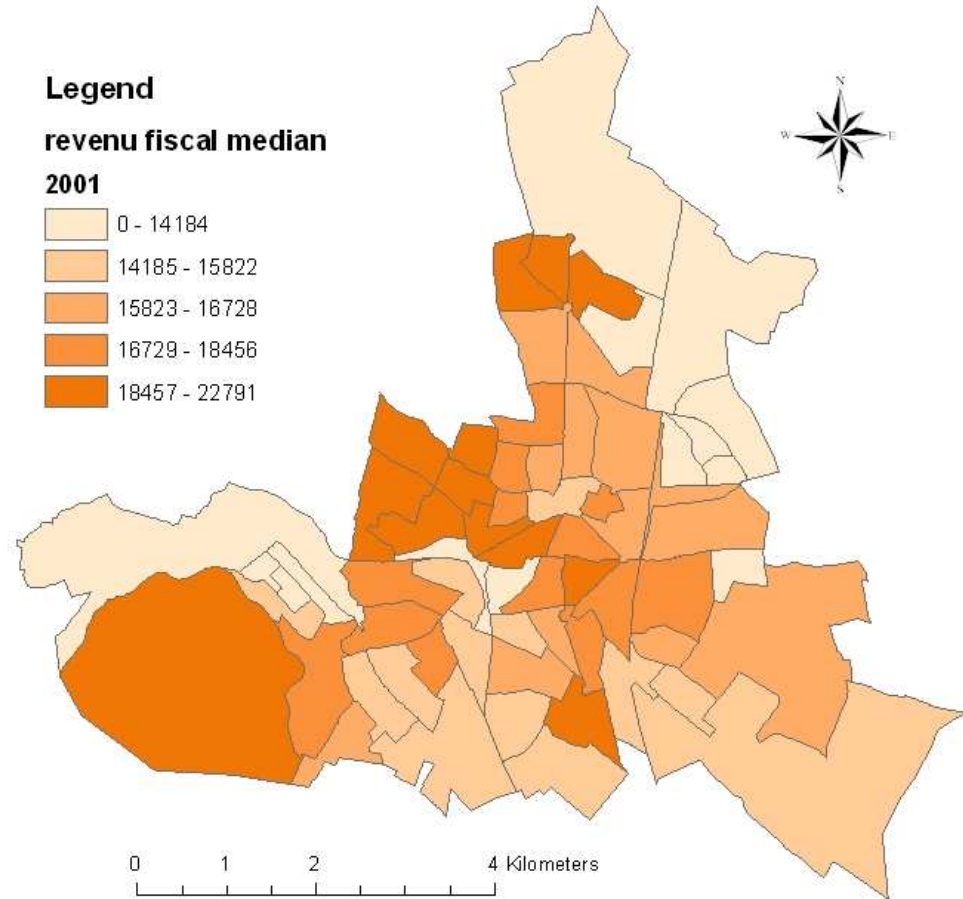 Legend
revenu fiscal median
2001
0 - 14184
14185 - 15822
15823 - 16728
16729 - 18456
18457 - 22791
N
W E
S
0 1 2 4 Kilometers